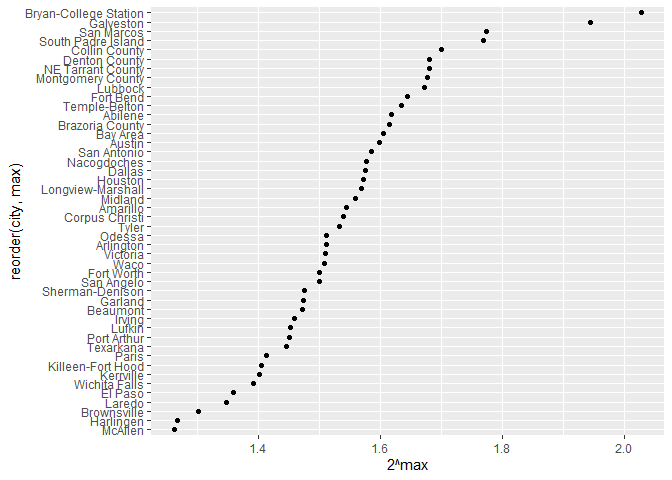 Bryan-College Station
Galveston
San Marcos
South Padre Island
Collin County
Denton County
NE Tarrant County
Montgomery County
Lubbock
Fort Bend
Temple-Belton
Abilene
Brazoria County
Bay Area
Austin
San Antonio
Nacogdoches
Dallas
Houston
Longview-Marshall
Midland
Amarillo
Corpus Christi
Tyler
Odessa
Arlington
Victoria
Waco
Fort Worth
San Angelo
Sherman-Denison
Garland
Beaumont
Irving
Lufkin
Port Arthur
Texarkana
Paris
Killeen-Fort Hood
Kerrville
Wichita Falls
El Paso
Laredo
Brownsville
Harlingen
McAllen
reorder(city, max)
1.4 1.6 1.8 2.0
2^max